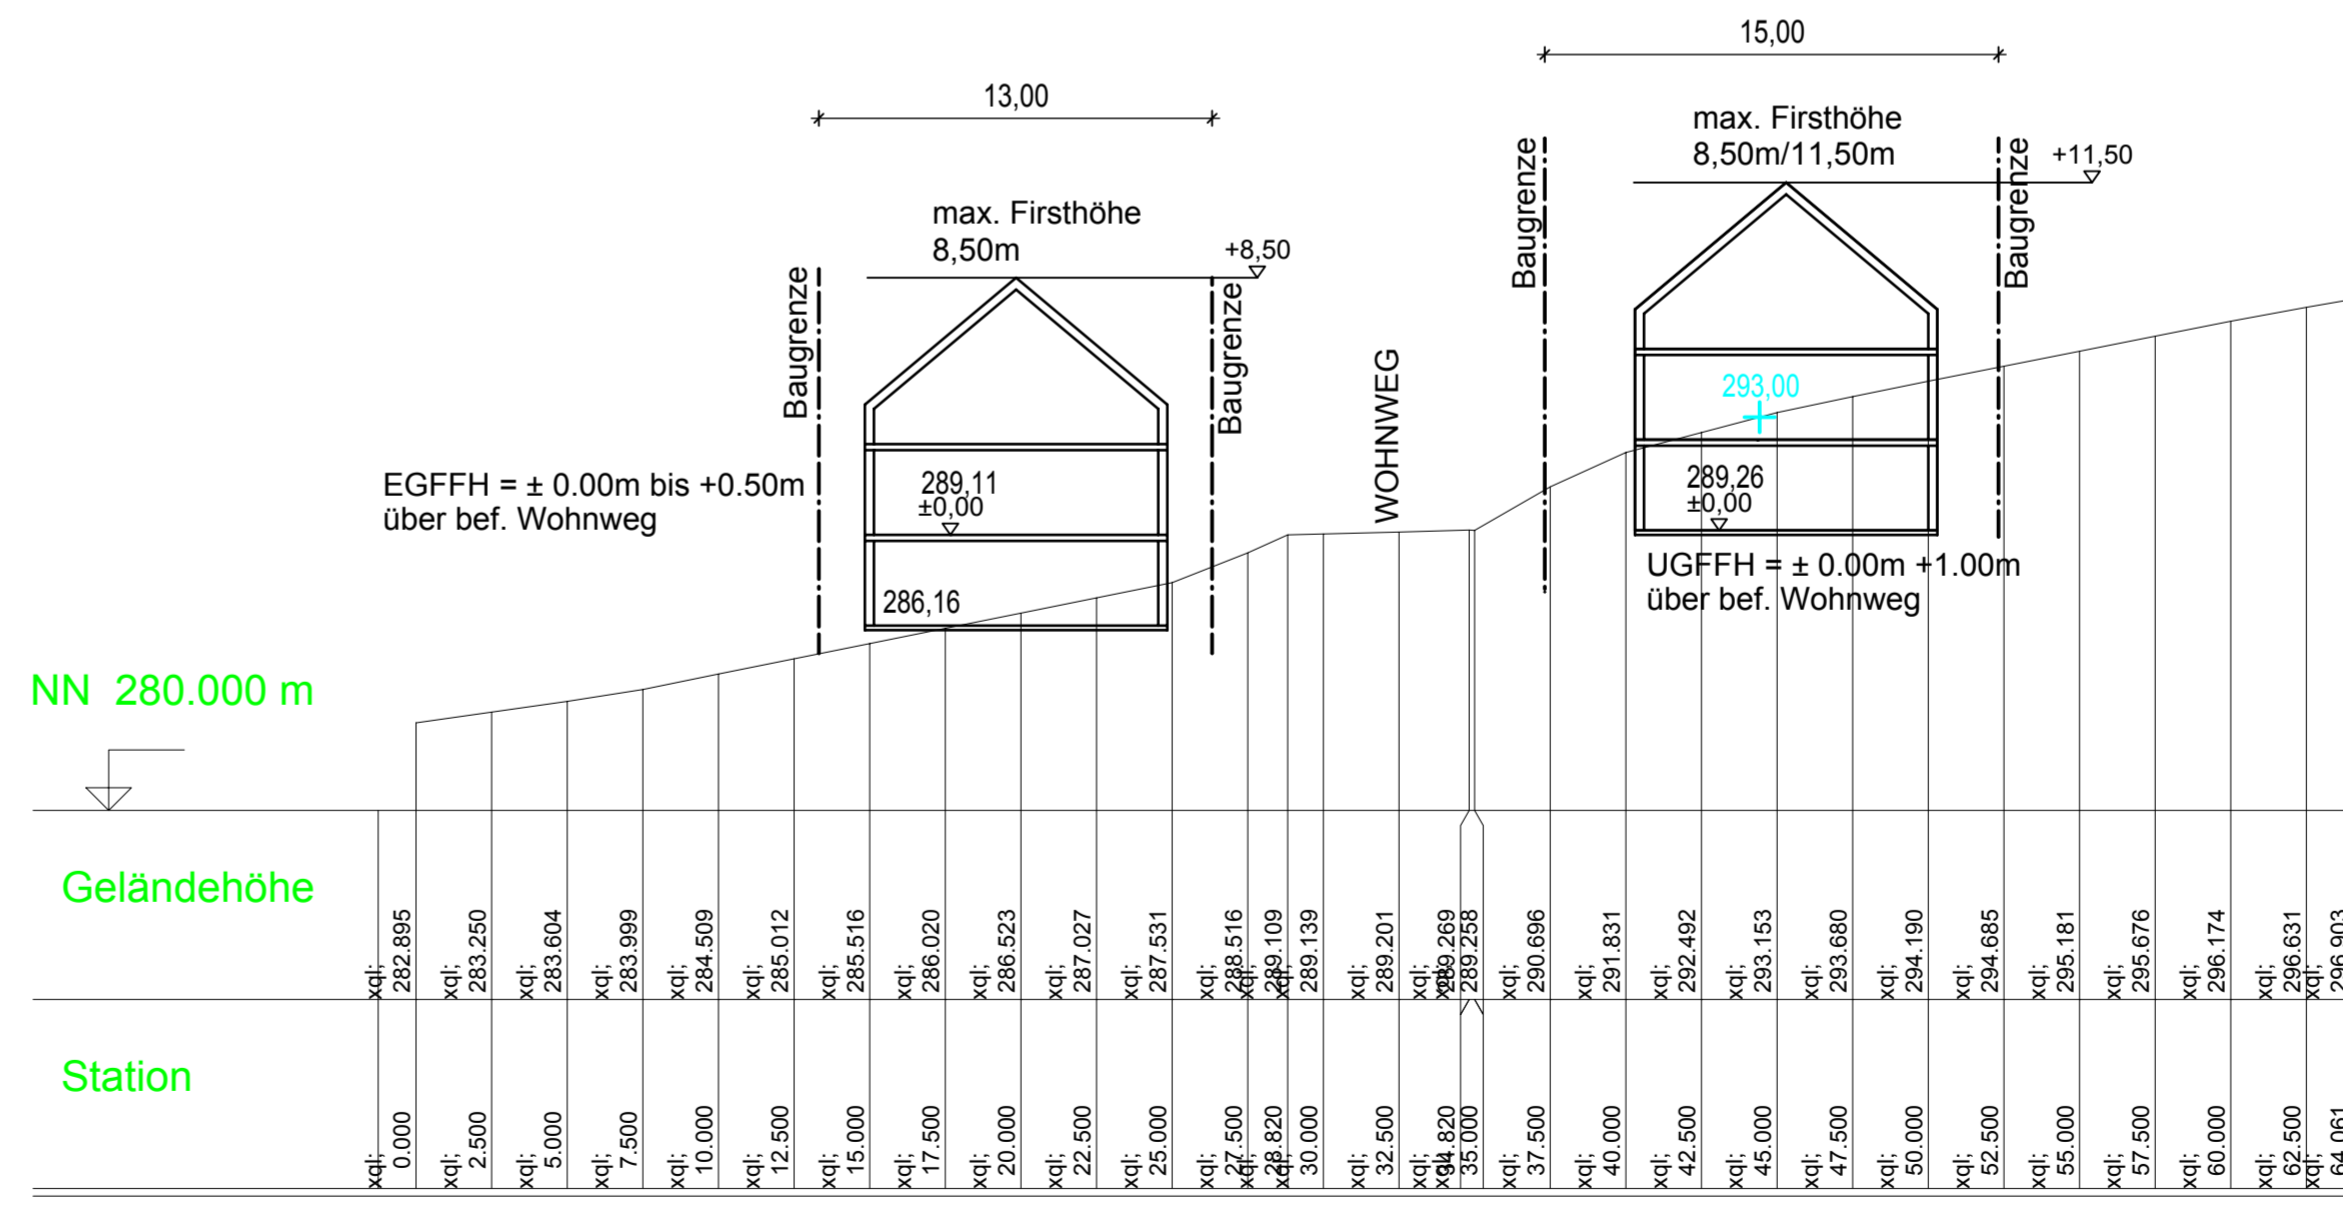 15,00
13,00
max. Firsthöhe
8,50m/11,50m
+11,50
Baugrenze
Baugrenze
max. Firsthöhe
8,50m
+8,50
Baugrenze
Baugrenze
WOHNWEG
293,00
EGFFH = ± 0.00m bis +0.50m
über bef. Wohnweg
289,11
±0,00
289,26
±0,00
UGFFH = ± 0.00m +1.00m
über bef. Wohnweg
286,16
NN 280.000 m
Geländehöhe
xql; 282.895
xql; 283.250
xql; 283.604
xql; 283.999
xql; 284.509
xql; 285.012
xql; 285.516
xql; 286.020
xql; 286.523
xql; 287.027
xql; 287.531
xql; 288.516
xql; 289.109
xql; 289.139
xql; 289.201
xql; 289.269
xql; 289.258
xql; 290.696
xql; 291.831
xql; 292.492
xql; 293.153
xql; 293.680
xql; 294.190
xql; 294.685
xql; 295.181
xql; 295.676
xql; 296.174
xql; 296.631
xql; 296.903
Station
xql; 0.000
xql; 2.500
xql; 5.000
xql; 7.500
xql; 10.000
xql; 12.500
xql; 15.000
xql; 17.500
xql; 20.000
xql; 22.500
xql; 25.000
xql; 27.500
xql; 28.820
xql; 30.000
xql; 32.500
xql; 34.820
xql; 35.000
xql; 37.500
xql; 40.000
xql; 42.500
xql; 45.000
xql; 47.500
xql; 50.000
xql; 52.500
xql; 55.000
xql; 57.500
xql; 60.000
xql; 62.500
xql; 64.061